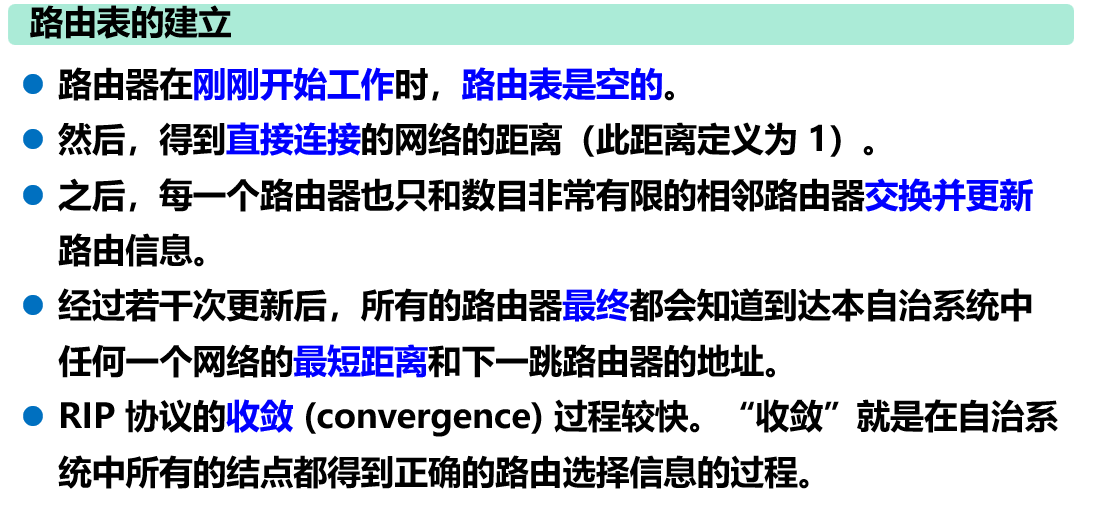 路由表的建立
● 路由器在刚刚开始工作时，路由表是空的。
● 然后，得到直接连接的网络的距离（此距离定义为 1）。
● 之后，每一个路由器也只和数目非常有限的相邻路由器交换并更新
路由信息。
● 经过若干次更新后，所有的路由器最终都会知道到达本自治系统中
任何一个网络的最短距离和下一跳路由器的地址。
● RIP 协议的收敛 (convergence) 过程较快。“收敛”就是在自治系
统中所有的结点都得到正确的路由选择信息的过程。